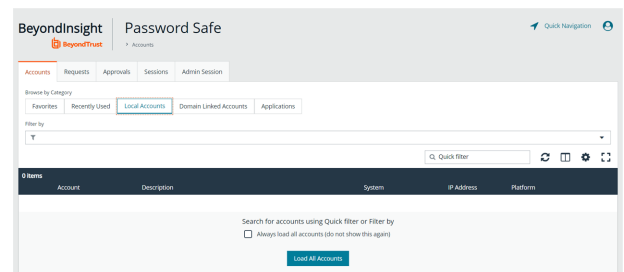 BeyondInsight
BeyondTrust
Password Safe
Accounts
Quick Navigation
Accounts Requests Approvals Sessions Admin Session
Browse by Category
Favorites Recently Used Local Accounts Domain Linked Accounts Applications
Filter by
Quick filter
0 Items
Account Description System IP Address Platform
Search for accounts using Quick filter or Filter by
Always load all accounts (do not show this again)
Load All Accounts